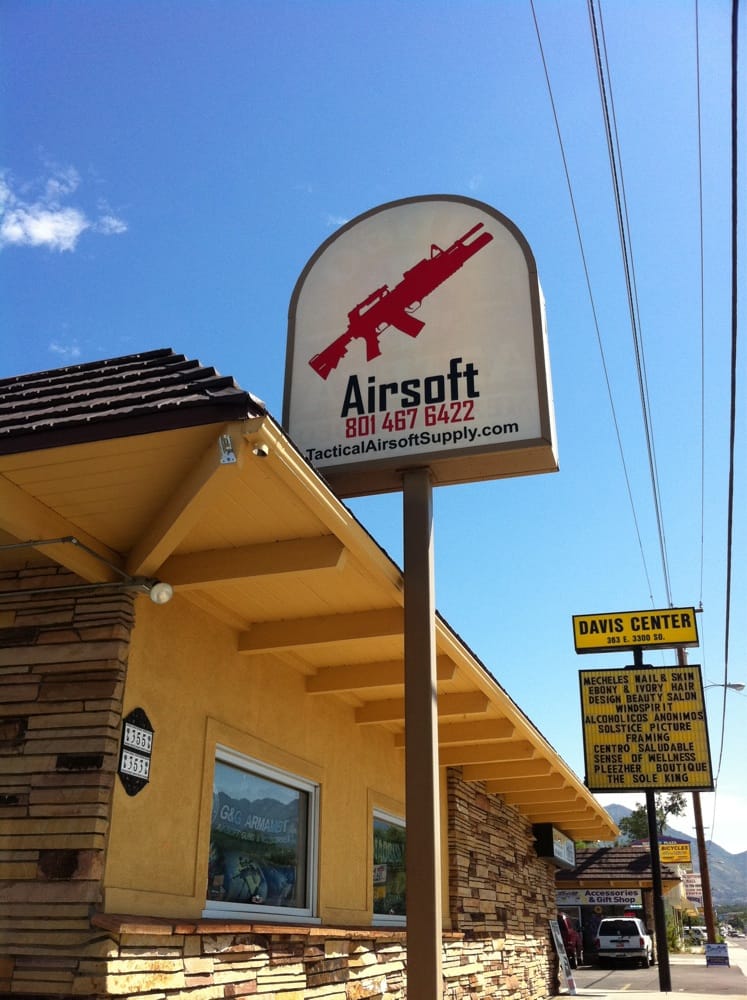 Airsoft
801 467 6422
TacticalAirsoftSupply.com
355
353
G&G ARMAMENT
DAVIS CENTER
363 E. 3300 SO.
MECHELES NAIL & SKIN
EBONY & IVORY HAIR
DESIGN BEAUTY SALON
WINDSPIRIT
ALCOHOLICOS ANONIMOS
SOLSTICE PICTURE
FRAMING
CENTRO SALUDABLE
SENSE OF WELLNESS
PLEEZHER BOUTIQUE
THE SOLE KING
BICYCLES
Accessories
& Gift Shop